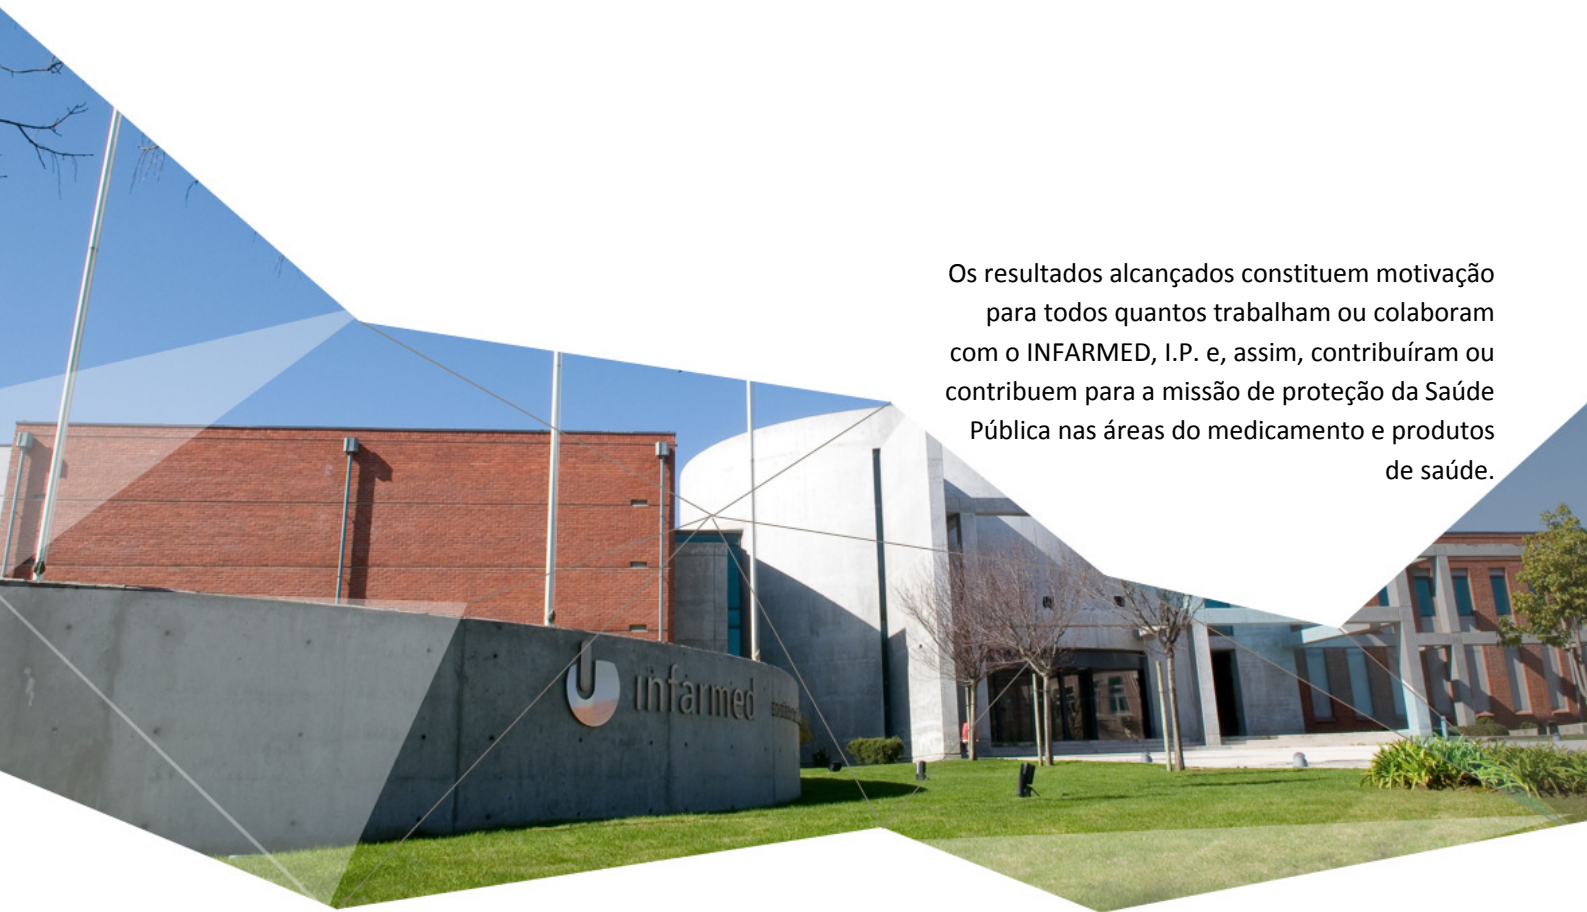 Os resultados alcançados constituem motivação
para todos quantos trabalham ou colaboram
com o INFARMED, I.P. e, assim, contribuíram ou
contribuem para a missão de proteção da Saúde
Pública nas áreas do medicamento e produtos
de saúde.
infarmed